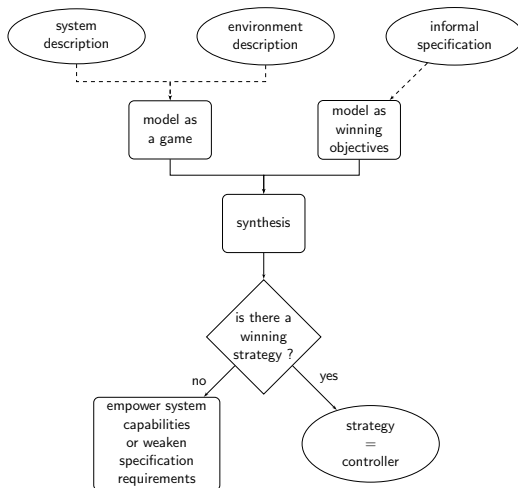 system
description
environment
description
informal
specification
model as
a game
model as
winning
objectives
synthesis
is there a
winning
strategy ?
no
yes
empower system
capabilities
or weaken
specification
requirements
strategy
=
controller